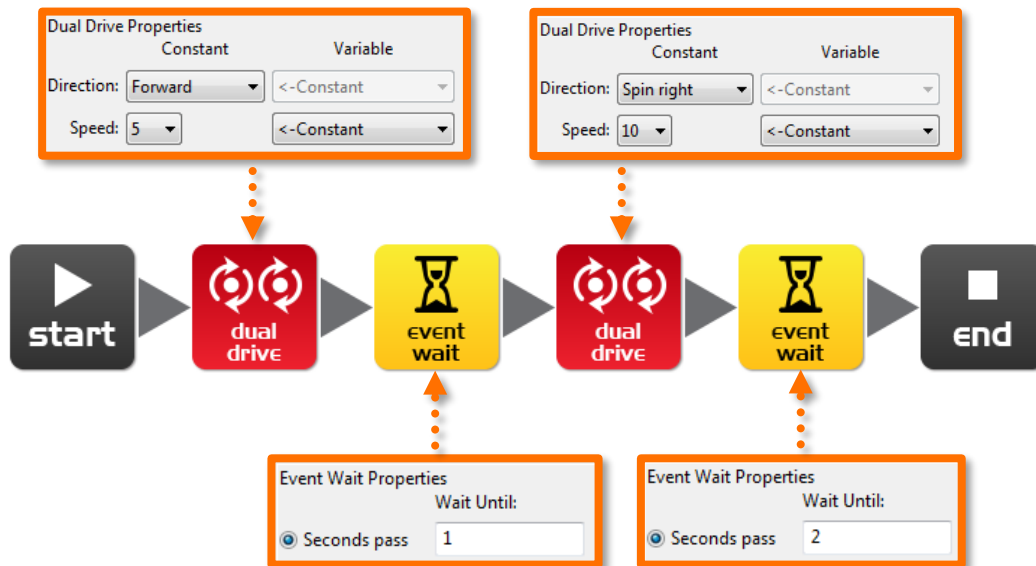 Dual Drive Properties
Constant Variable
Direction: Forward <-Constant
Speed: 5 <-Constant
Dual Drive Properties
Constant Variable
Direction: Spin right <-Constant
Speed: 10 <-Constant
start
dual
drive
event
wait
dual
drive
event
wait
end
Event Wait Properties
Wait Until:
Seconds pass 1
Event Wait Properties
Wait Until:
Seconds pass 2